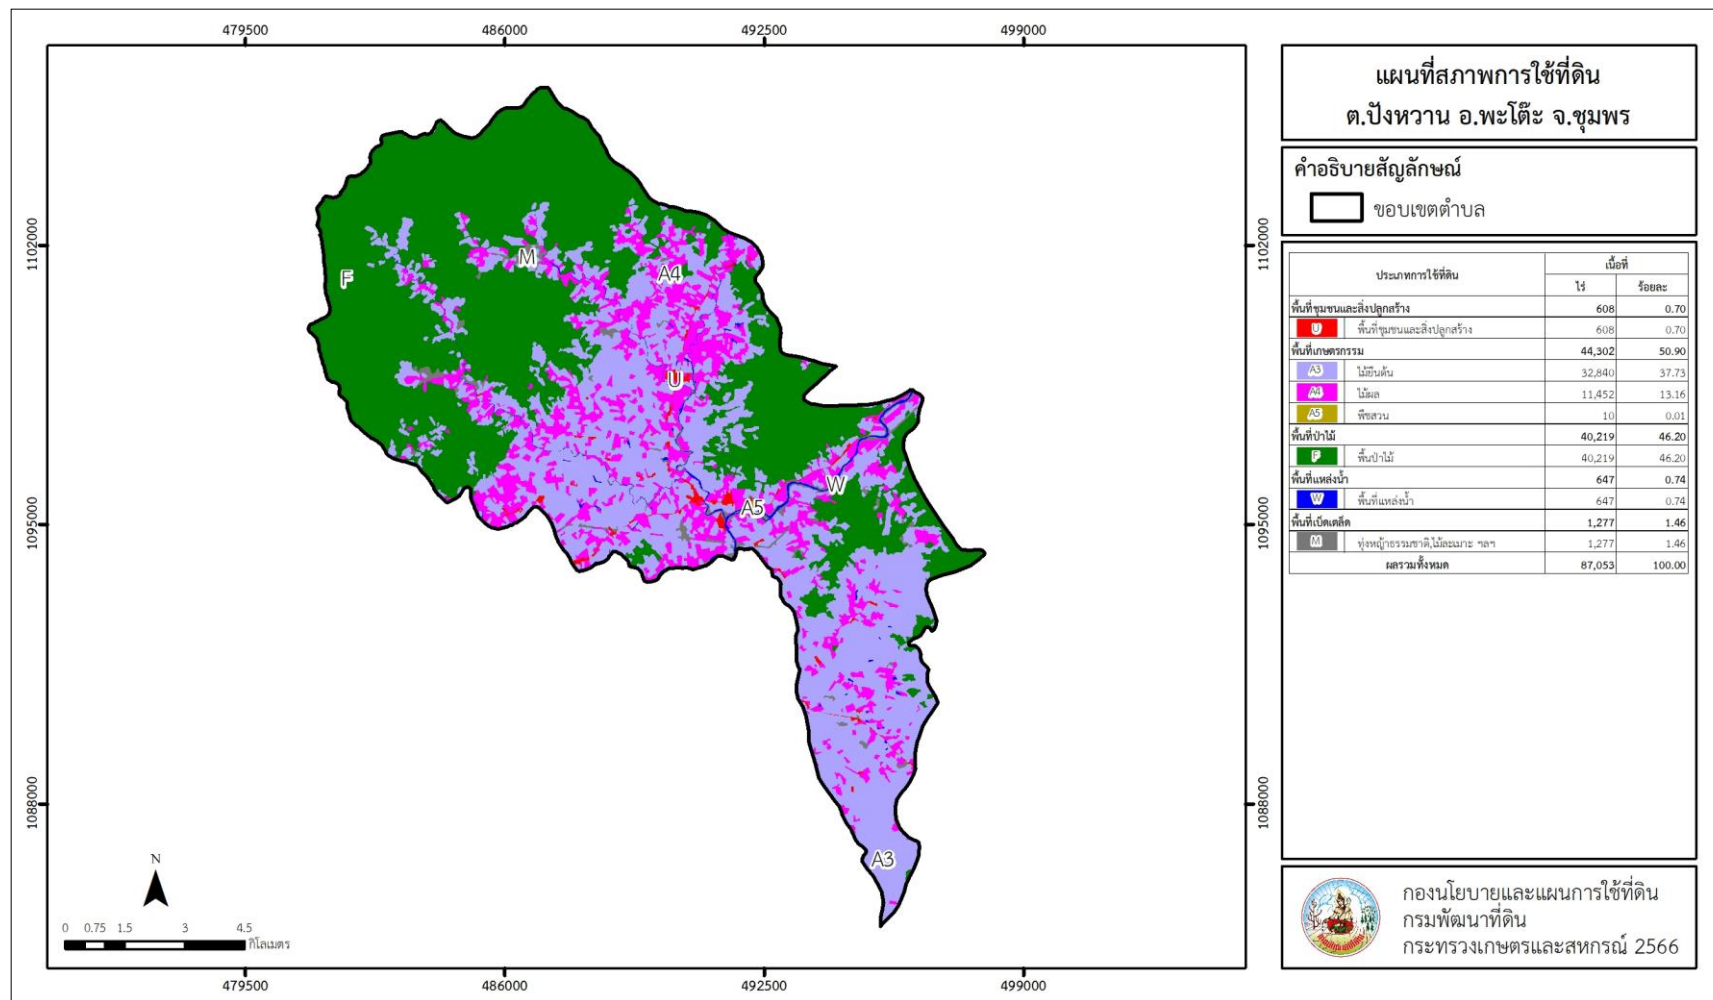 479500 486000 492500 499000
1102000 1102000
1095000 1095000
1088000 1088000
F
M
A4
U
A5
W
A3
N
0 0.75 1.5 3 4.5
กิโลเมตร
479500 486000 492500 499000
แผนที่สภาพการใช้ที่ดิน
ต.ปังหวาน อ.พะโต๊ะ จ.ชุมพร
คำอธิบายสัญลักษณ์
ขอบเขตตำบล
ประเภทการใช้ที่ดิน เนื้อที่
ไร่ ร้อยละ
พื้นที่ชุมชนและสิ่งปลูกสร้าง 608 0.70
U พื้นที่ชุมชนและสิ่งปลูกสร้าง 608 0.70
พื้นที่เกษตรกรรม 44,302 50.90
A3 ไม้ยืนต้น 32,840 37.73
A4 ไม้ผล 11,452 13.16
A5 พืชสวน 10 0.01
พื้นที่ป่าไม้ 40,219 46.20
F พื้นป่าไม้ 40,219 46.20
พื้นที่แหล่งน้ำ 647 0.74
W พื้นที่แหล่งน้ำ 647 0.74
พื้นที่เบ็ดเตล็ด 1,277 1.46
M ทุ่งหญ้าธรรมชาติ,ไม้ละเมาะ ฯลฯ 1,277 1.46
ผลรวมทั้งหมด 87,053 100.00
กองนโยบายและแผนการใช้ที่ดิน
กรมพัฒนาที่ดิน
กระทรวงเกษตรและสหกรณ์ 2566